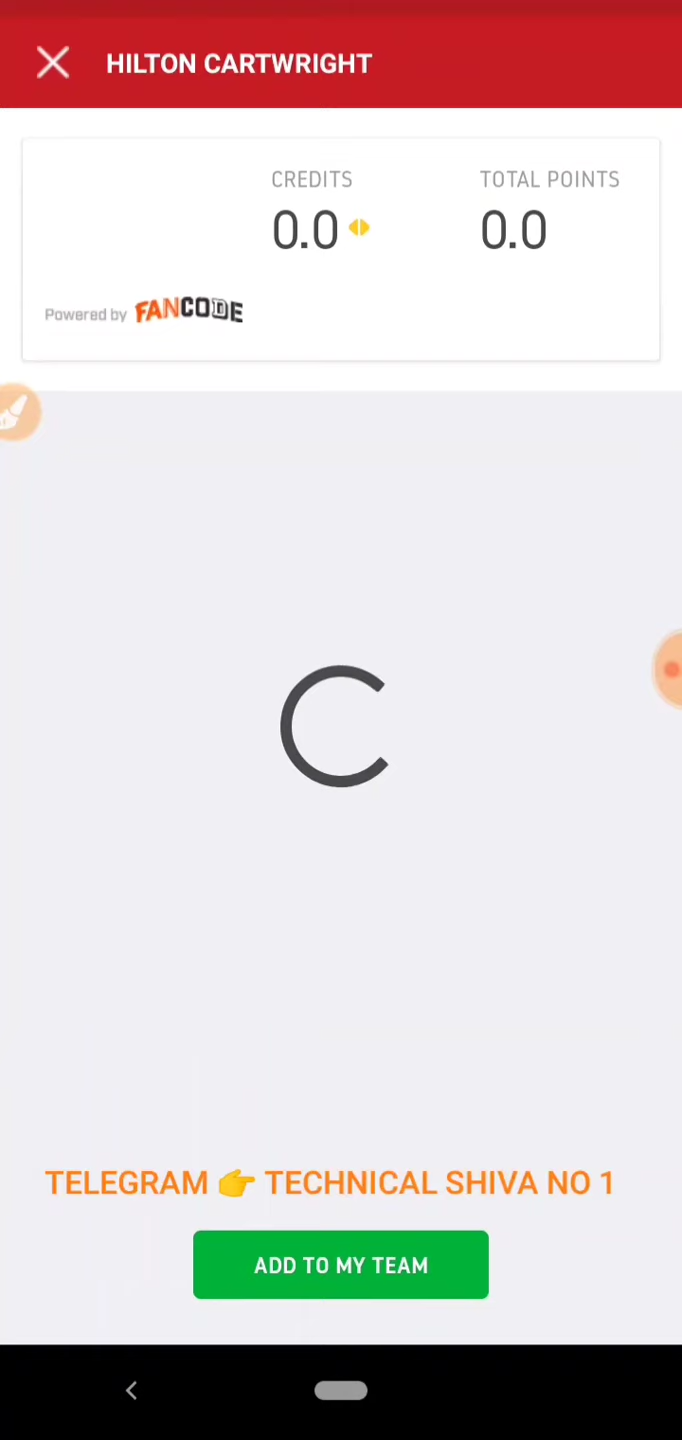 HILTON CARTWRIGHT
CREDITS
TOTAL POINTS
0.0
0.0
Powered by FANCODE
TELEGRAM 👉 TECHNICAL SHIVA NO 1
ADD TO MY TEAM